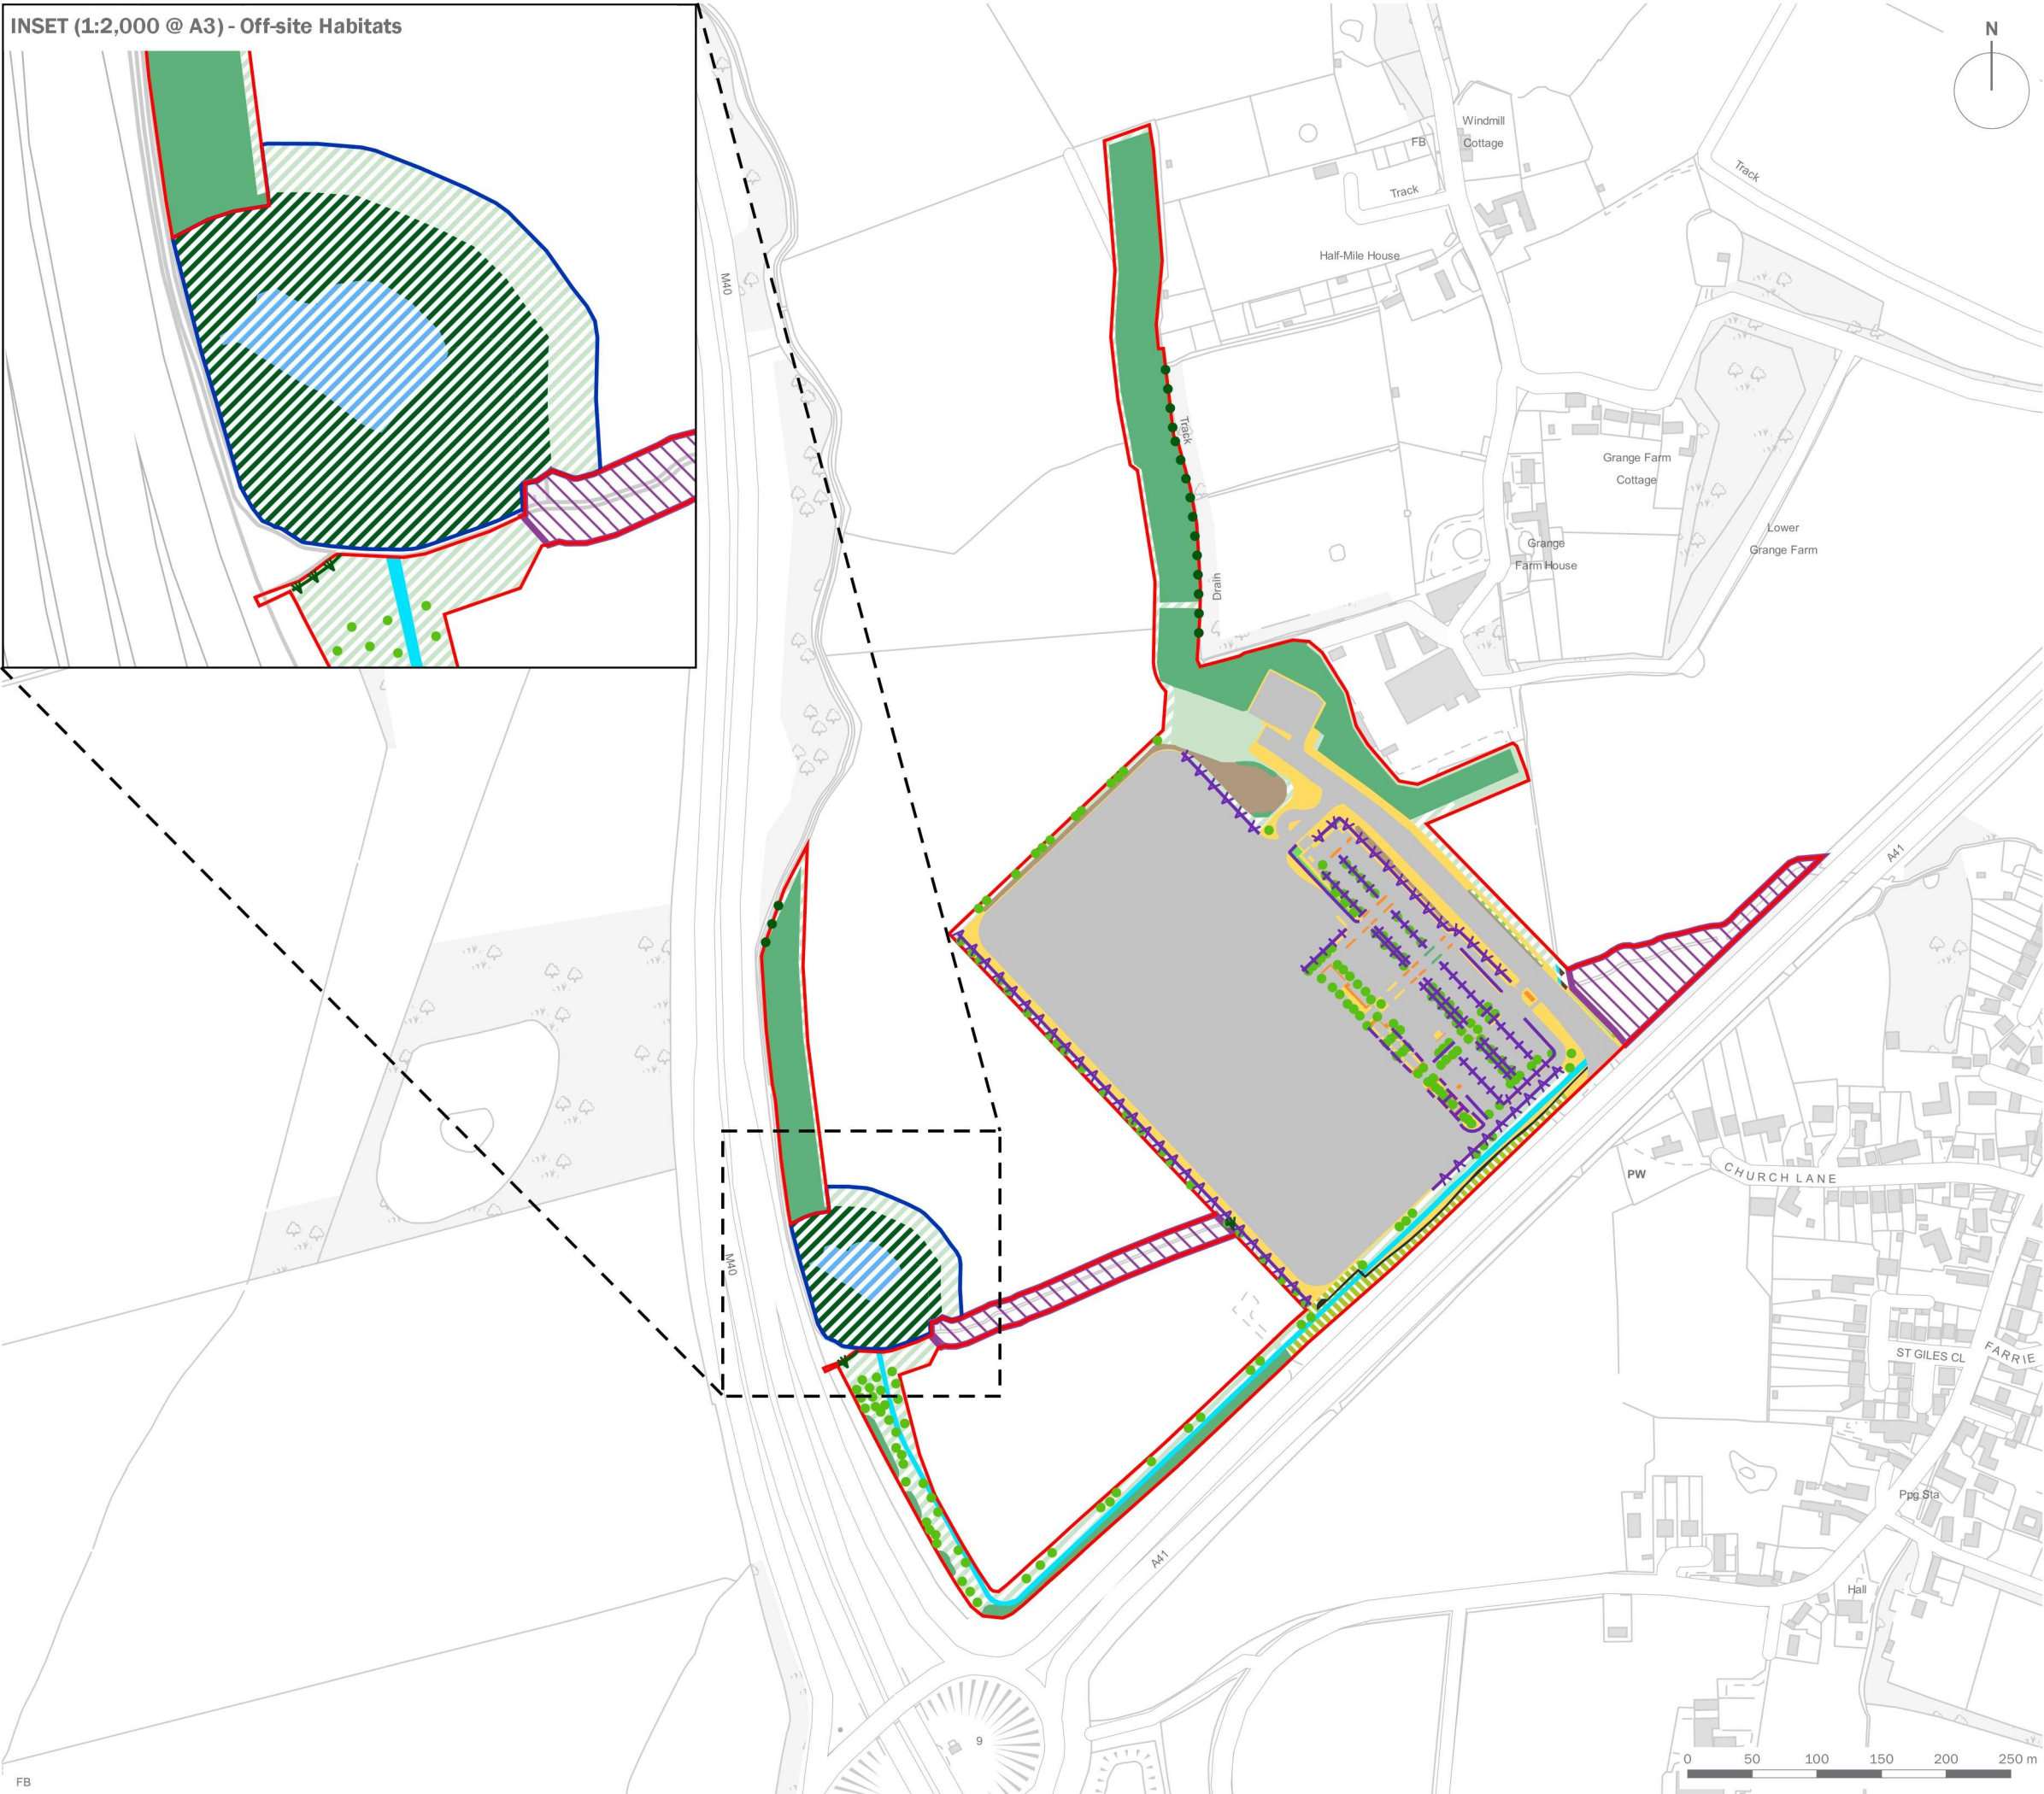 INSET (1:2,000 @ A3) - Off-site Habitats
N
Windmill
Cottage
FB
Track
Track
Half-Mile House
M40
Track
Grange Farm
Cottage
Lower
Grange Farm
Grange
Farm House
Drain
A41
PW
CHURCH LANE
M40
ST GILES CL
FARRIE
Ppg Sta
A41
Hall
9
0 50 100 150 200 250 m
FB